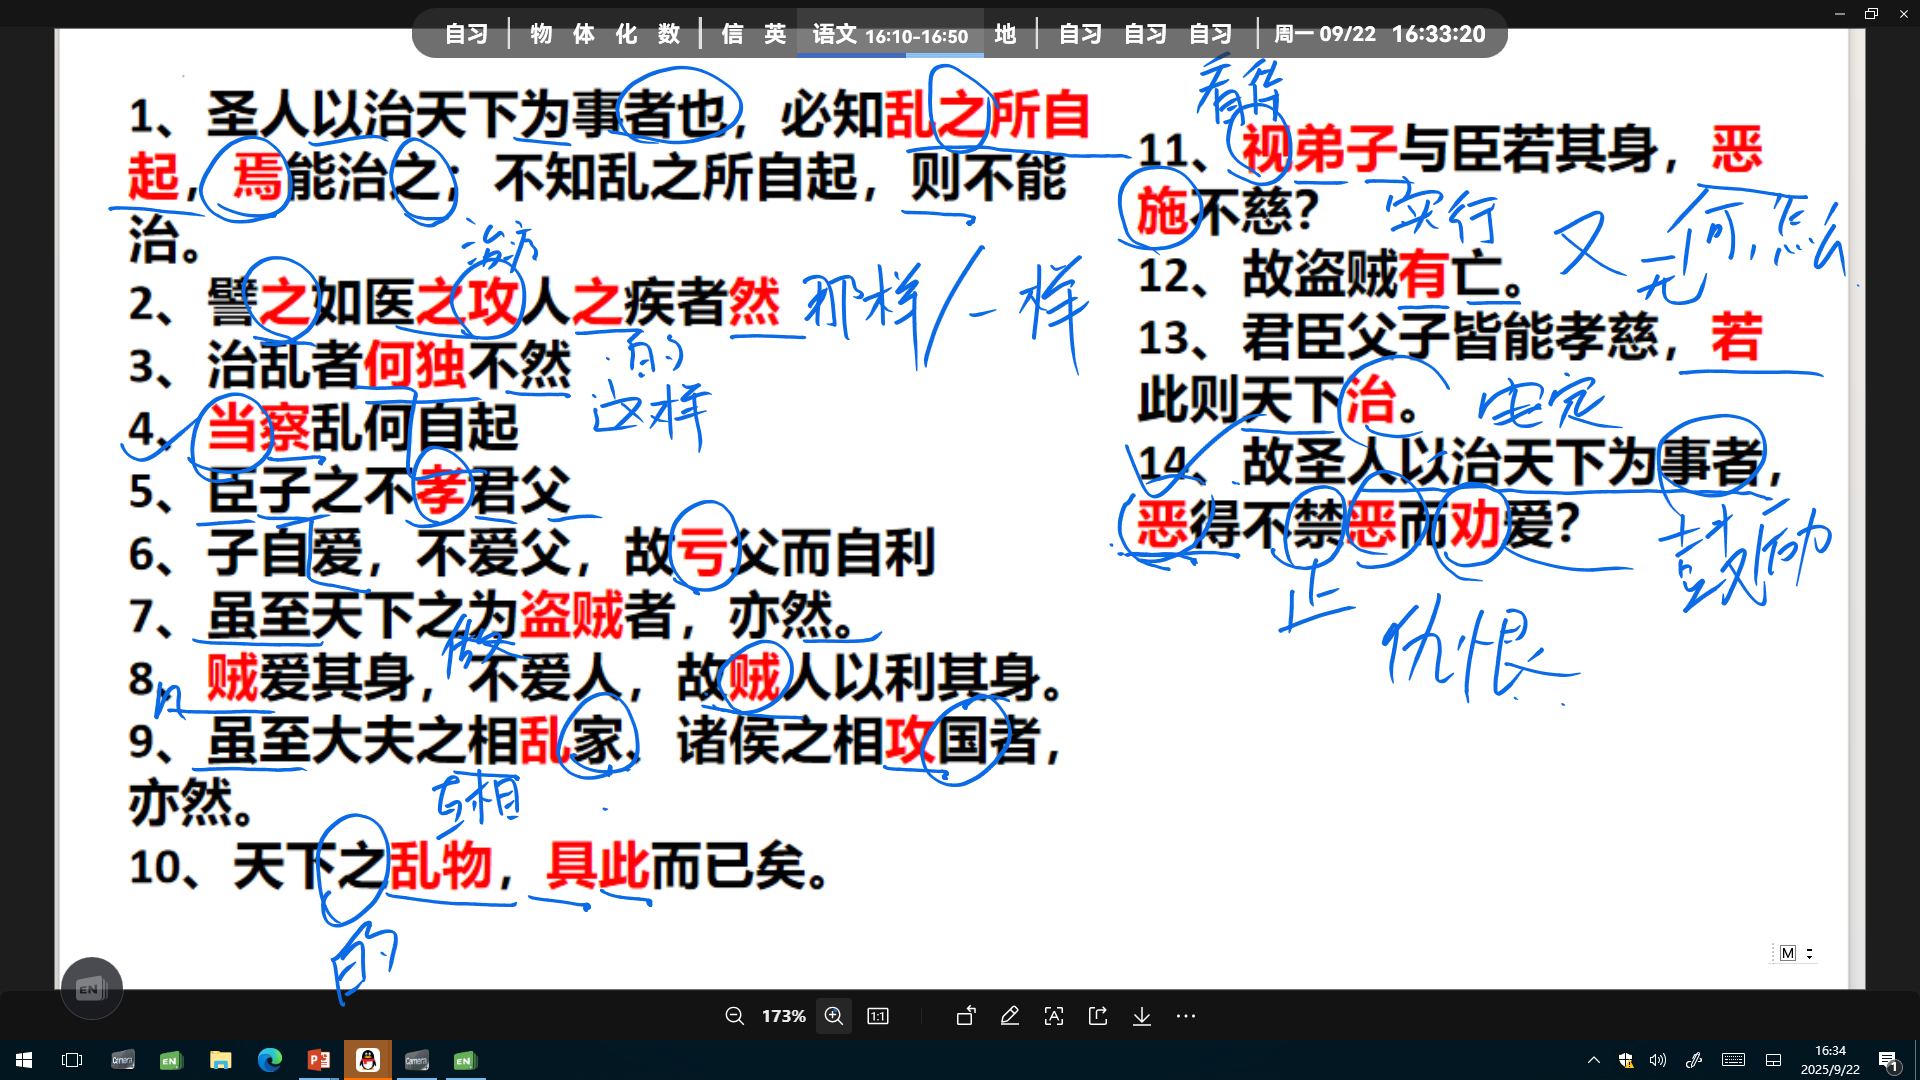 自习 | 物 体 化 数 | 信 英 语文 16:10-16:50 地 | 自习 自习 自习 | 周一 09/22 16:33:20
1、圣人以治天下为事者也，必知乱之所自
起，焉能治之；不知乱之所自起，则不能
治。
治疗
2、譬之如医之攻人之疾者然
那样/一样
的
3、治乱者何独不然
这样
4、当察乱何自起
5、臣子之不孝君父
6、子自爱，不爱父，故亏父而自利
7、虽至天下之为盗贼者，亦然。
做
8、贼爱其身，不爱人，故贼人以利其身。
9、虽至大夫之相乱家、诸侯之相攻国者，
亦然。
互相
10、天下之乱物，具此而已矣。
的
看待
11、视弟子与臣若其身，恶
施不慈？
实行
何，怎么
12、故盗贼有亡。
又
无
13、君臣父子皆能孝慈，若
此则天下治。
安定
14、故圣人以治天下为事者，
恶得不禁恶而劝爱？
鼓励
止
仇恨
M
EN
173%
1:1
16:34
2025/9/22
1